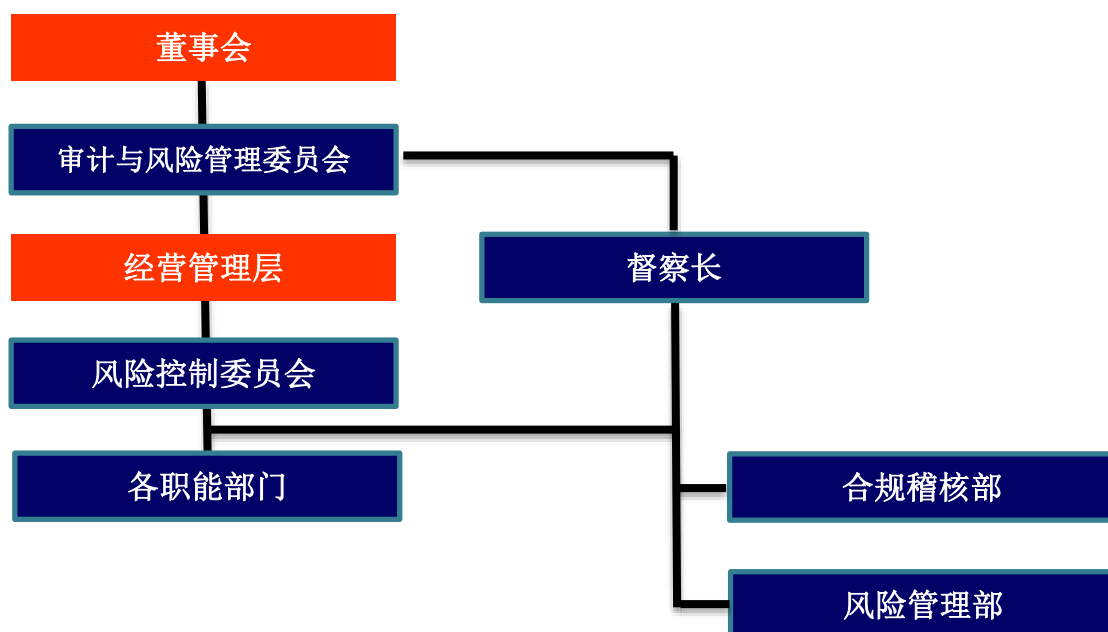 董事会
审计与风险管理委员会
经营管理层
督察长
风险控制委员会
各职能部门
合规稽核部
风险管理部